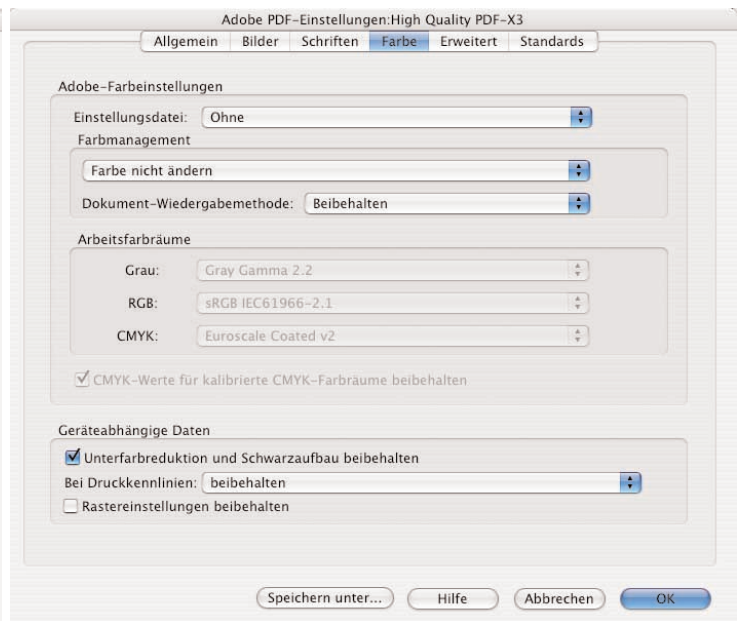 Adobe PDF-Einstellungen:High Quality PDF-X3
Allgemein Bilder Schriften Farbe Erweitert Standards
Adobe-Farbeinstellungen
Einstellungsdatei: Ohne
Farbmanagement
Farbe nicht ändern
Dokument-Wiedergabemethode: Beibehalten
Arbeitsfarbräume
Grau: Gray Gamma 2.2
RGB: sRGB IEC61966-2.1
CMYK: Euroscale Coated v2
CMYK-Werte für kalibrierte CMYK-Farbräume beibehalten
Geräteabhängige Daten
Unterfarbreduktion und Schwarzaufbau beibehalten
Bei Druckkennlinien: beibehalten
Rastereinstellungen beibehalten
Speichern unter... Hilfe Abbrechen OK